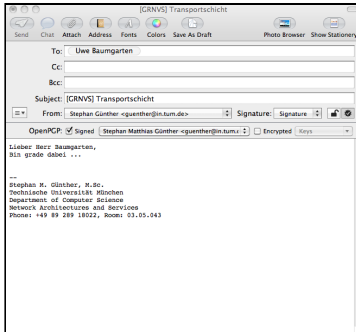 [GRNVS] Transportschicht
Send Chat Attach Address Fonts Colors Save As Draft Photo Browser Show Stationery
To: Uwe Baumgarten
Cc:
Bcc:
Subject: [GRNVS] Transportschicht
From: Stephan Günther <guenther@in.tum.de> Signature: Signature
OpenPGP: Signed Stephan Matthias Günther <guenther@in.tum.c Encrypted Keys
Lieber Herr Baumgarten,
Bin grade dabei ...
--
Stephan M. Günther, M.Sc.
Technische Universität München
Department of Computer Science
Network Architectures and Services
Phone: +49 89 289 18022, Room: 03.05.043